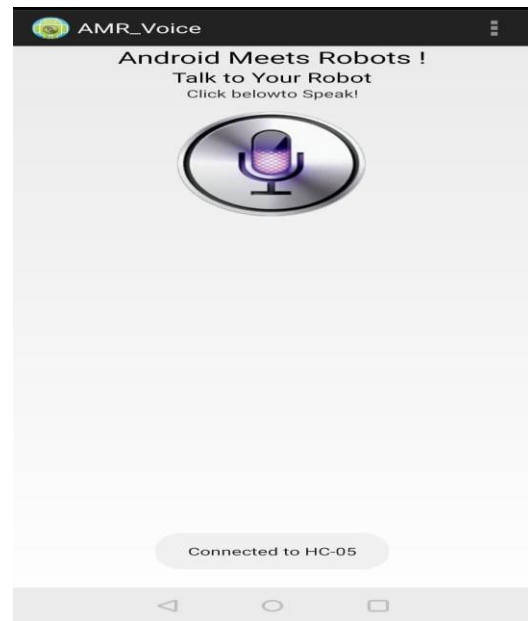 AMR_Voice
Android Meets Robots !
Talk to Your Robot
Click belowto Speak!
Connected to HC-05